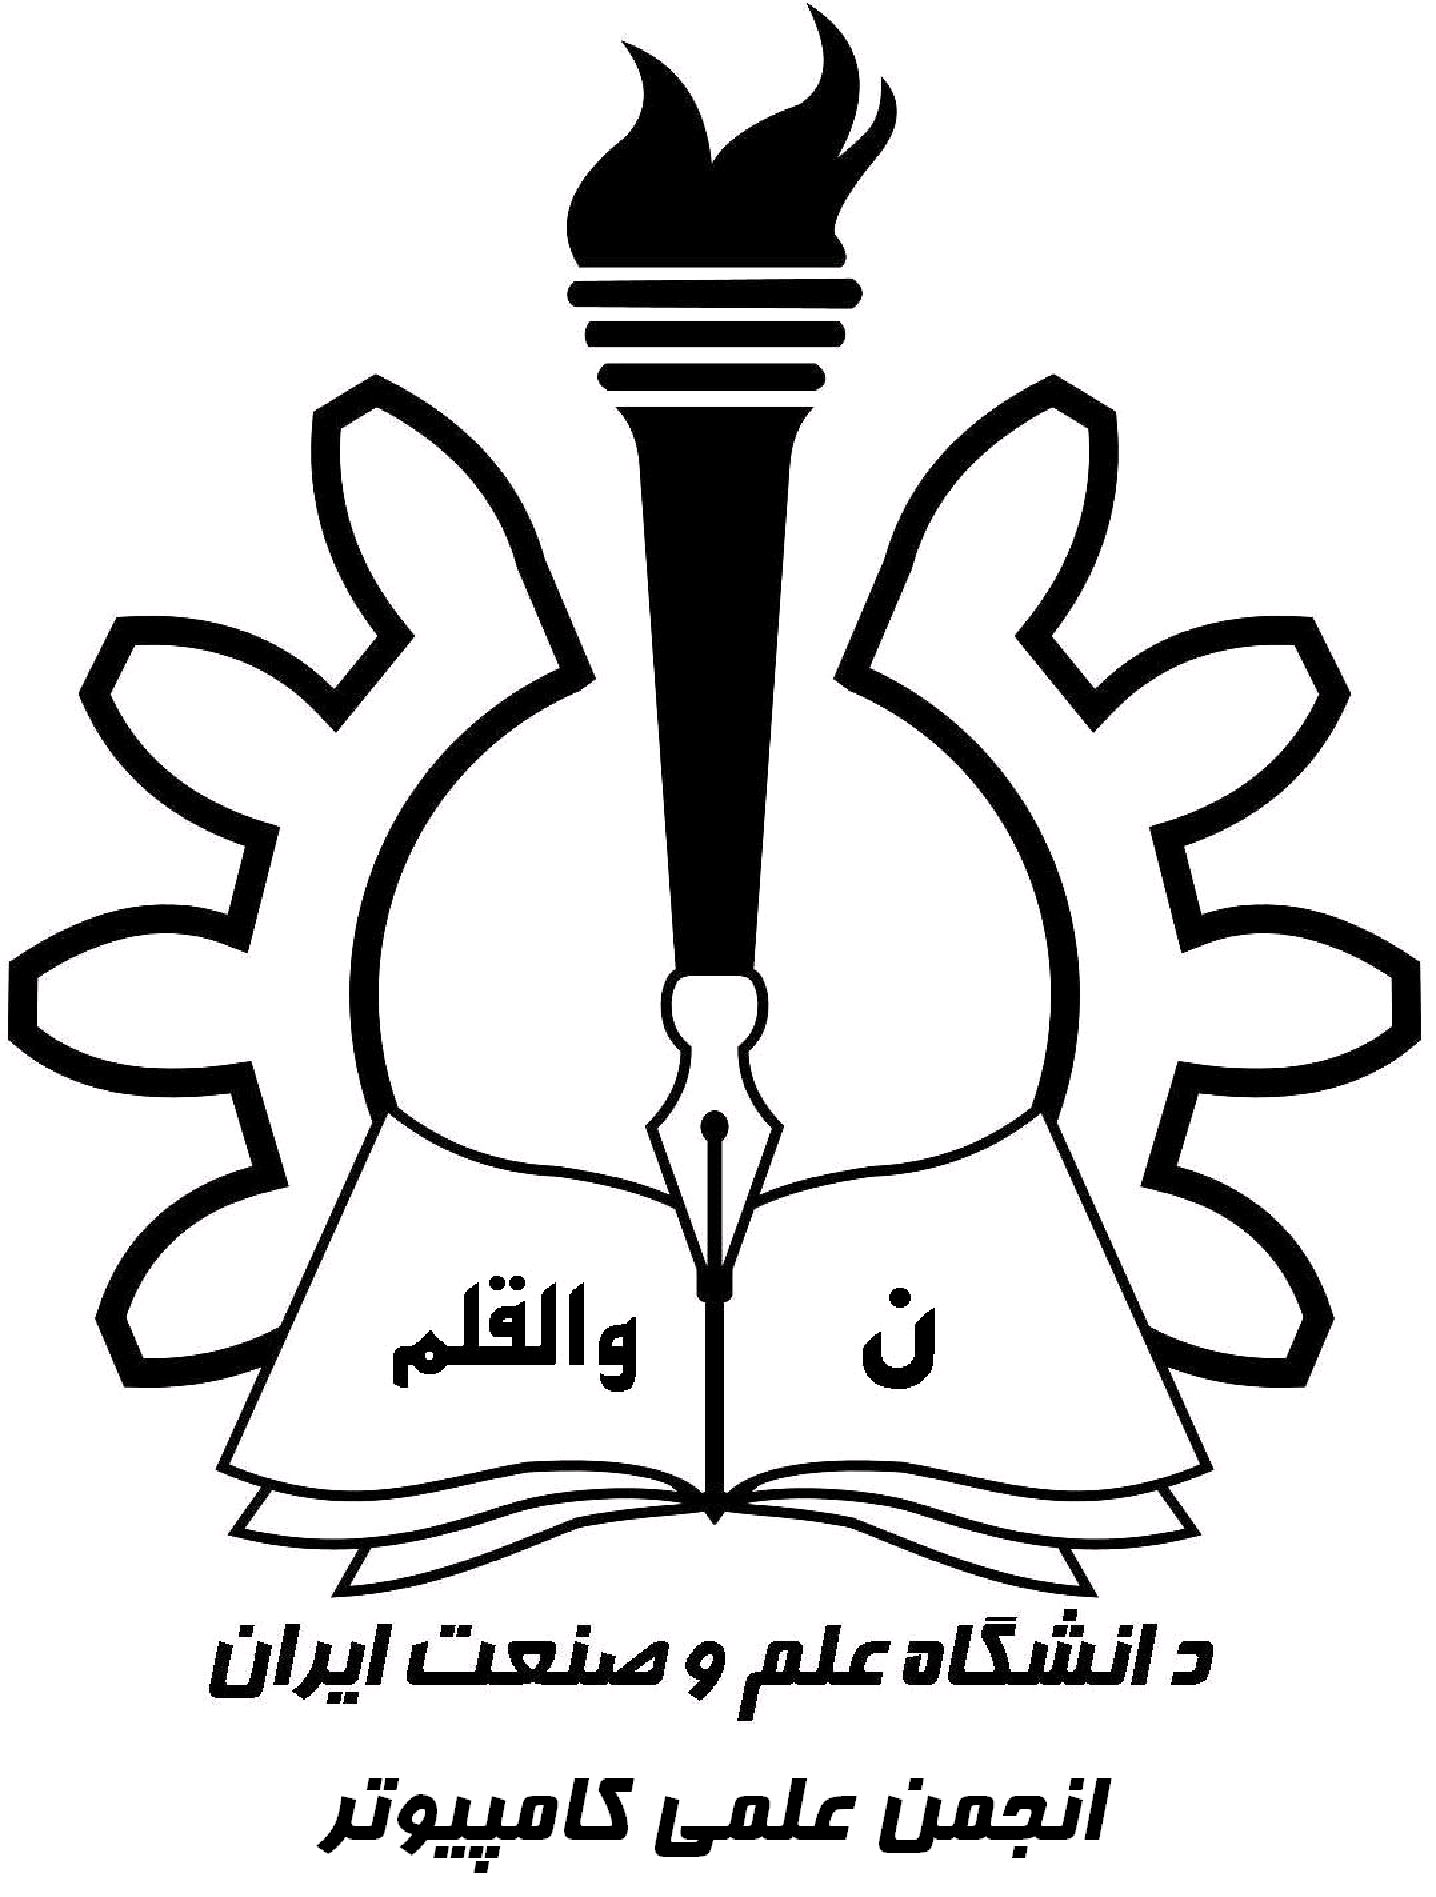 ن والقلم
دانشگاه علم و صنعت ایران
انجمن علمی کامپیوتر